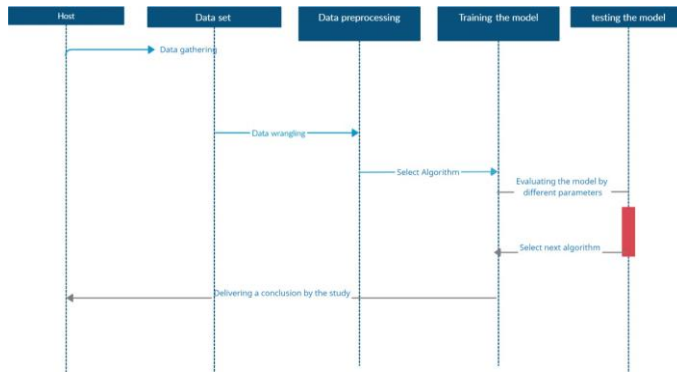 Host
Data set
Data preprocessing
Training the model
testing the model
Data gathering
Data wrangling
Select Algorithm
Evaluating the model by
different parameters
Select next algorithm
Delivering a conclusion by the study